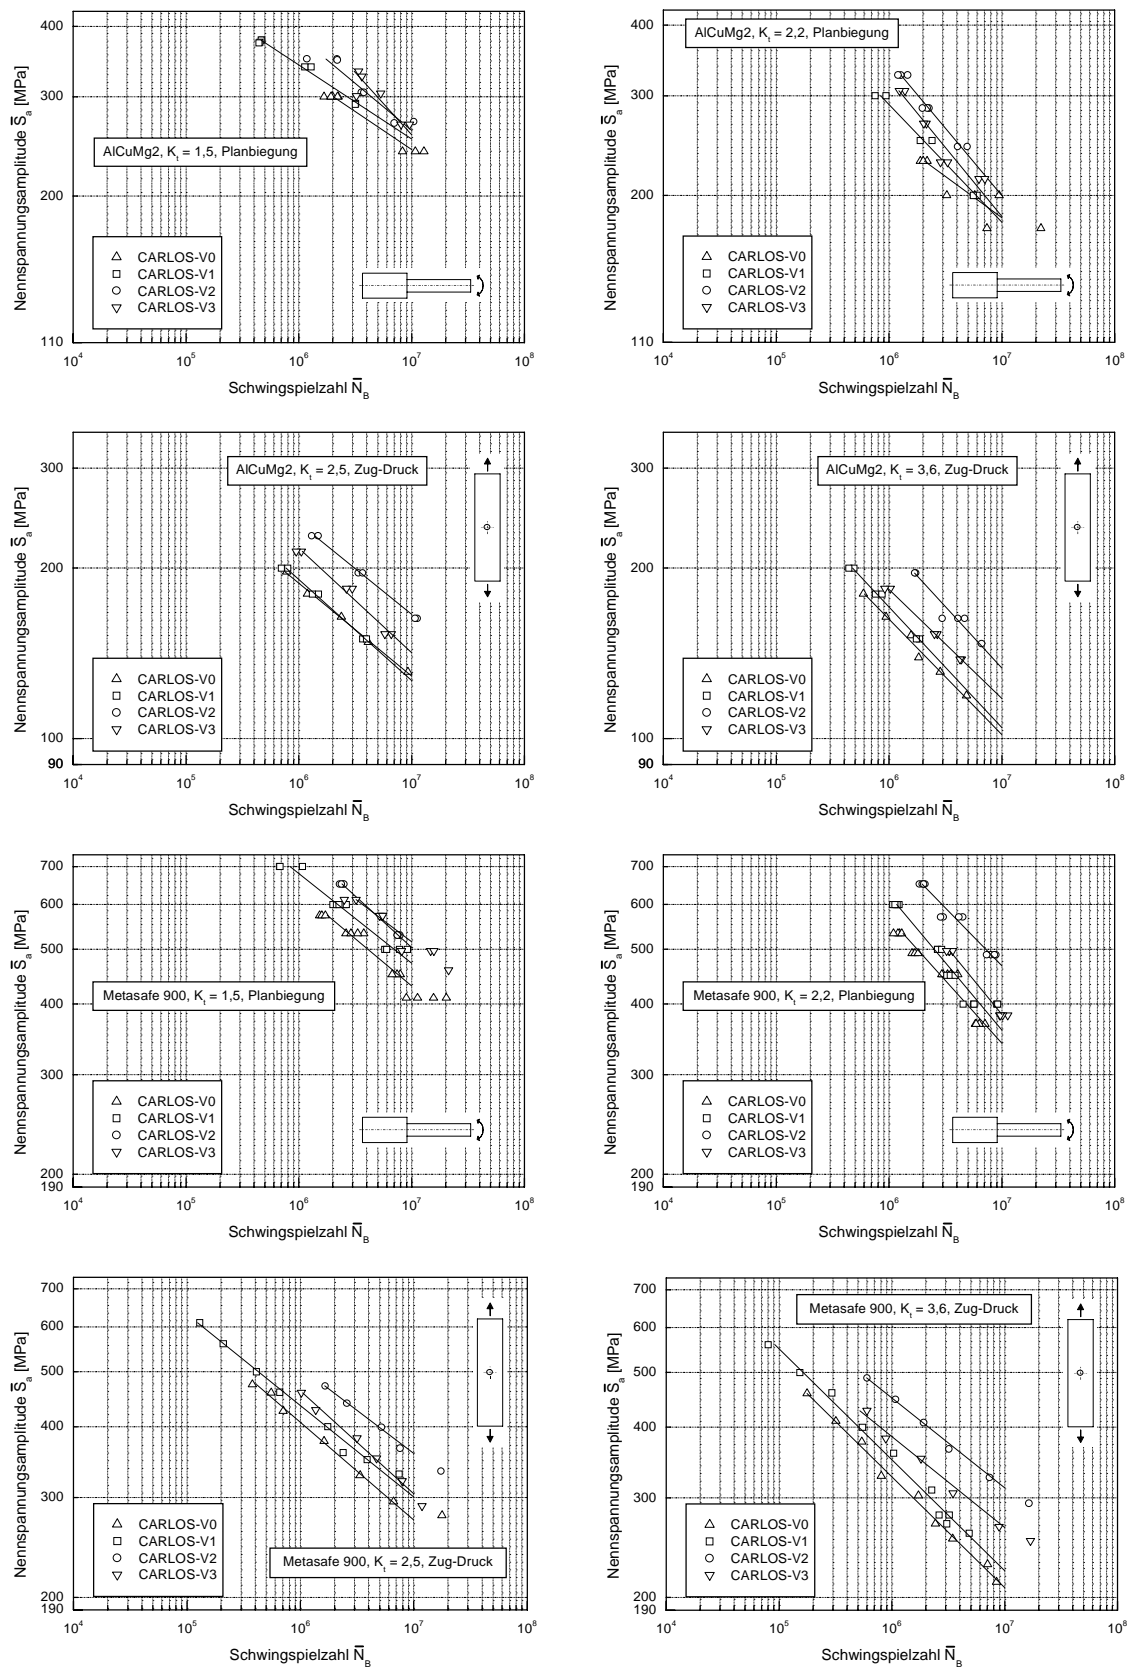 400
300
200
110
Nennspannungsamplitude S̅a [MPa]
AlCuMg2, Kt = 1,5, Planbiegung
CARLOS-V0
CARLOS-V1
CARLOS-V2
CARLOS-V3
10^4 10^5 10^6 10^7 10^8
Schwingspielzahl N̅B
400
300
200
110
Nennspannungsamplitude S̅a [MPa]
AlCuMg2, Kt = 2,2, Planbiegung
CARLOS-V0
CARLOS-V1
CARLOS-V2
CARLOS-V3
10^4 10^5 10^6 10^7 10^8
Schwingspielzahl N̅B
300
200
100
90
Nennspannungsamplitude S̅a [MPa]
AlCuMg2, Kt = 2,5, Zug-Druck
CARLOS-V0
CARLOS-V1
CARLOS-V2
CARLOS-V3
10^4 10^5 10^6 10^7 10^8
Schwingspielzahl N̅B
300
200
100
90
Nennspannungsamplitude S̅a [MPa]
AlCuMg2, Kt = 3,6, Zug-Druck
CARLOS-V0
CARLOS-V1
CARLOS-V2
CARLOS-V3
10^4 10^5 10^6 10^7 10^8
Schwingspielzahl N̅B
700
600
500
400
300
200
190
Nennspannungsamplitude S̅a [MPa]
Metasafe 900, Kt = 1,5, Planbiegung
CARLOS-V0
CARLOS-V1
CARLOS-V2
CARLOS-V3
10^4 10^5 10^6 10^7 10^8
Schwingspielzahl N̅B
700
600
500
400
300
200
190
Nennspannungsamplitude S̅a [MPa]
Metasafe 900, Kt = 2,2, Planbiegung
CARLOS-V0
CARLOS-V1
CARLOS-V2
CARLOS-V3
10^4 10^5 10^6 10^7 10^8
Schwingspielzahl N̅B
700
600
500
400
300
200
190
Nennspannungsamplitude S̅a [MPa]
CARLOS-V0
CARLOS-V1
CARLOS-V2
CARLOS-V3
Metasafe 900, Kt = 2,5, Zug-Druck
10^4 10^5 10^6 10^7 10^8
Schwingspielzahl N̅B
700
600
500
400
300
200
190
Nennspannungsamplitude S̅a [MPa]
Metasafe 900, Kt = 3,6, Zug-Druck
CARLOS-V0
CARLOS-V1
CARLOS-V2
CARLOS-V3
10^4 10^5 10^6 10^7 10^8
Schwingspielzahl N̅B